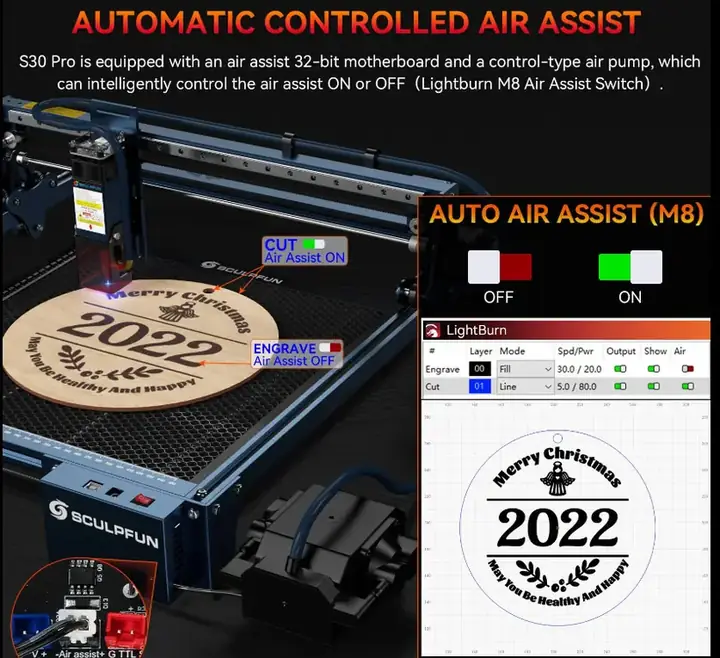 AUTOMATIC CONTROLLED AIR ASSIST
S30 Pro is equipped with an air assist 32-bit motherboard and a control-type air pump, which
can intelligently control the air assist ON or OFF（Lightburn M8 Air Assist Switch）.
CUT
Air Assist ON
SCULPFUN
Merry Christmas
2022
May You Be Healthy And Happy
ENGRAVE
Air Assist OFF
SCULPFUN
V + -Air assist+ G TTL
AUTO AIR ASSIST (M8)
OFF ON
LightBurn
# Layer Mode Spd/Pwr Output Show Air
Engrave 00 Fill 30.0 / 20.0
Cut 01 Line 5.0 / 80.0
Merry Christmas
2022
May You Be Healthy And Happy